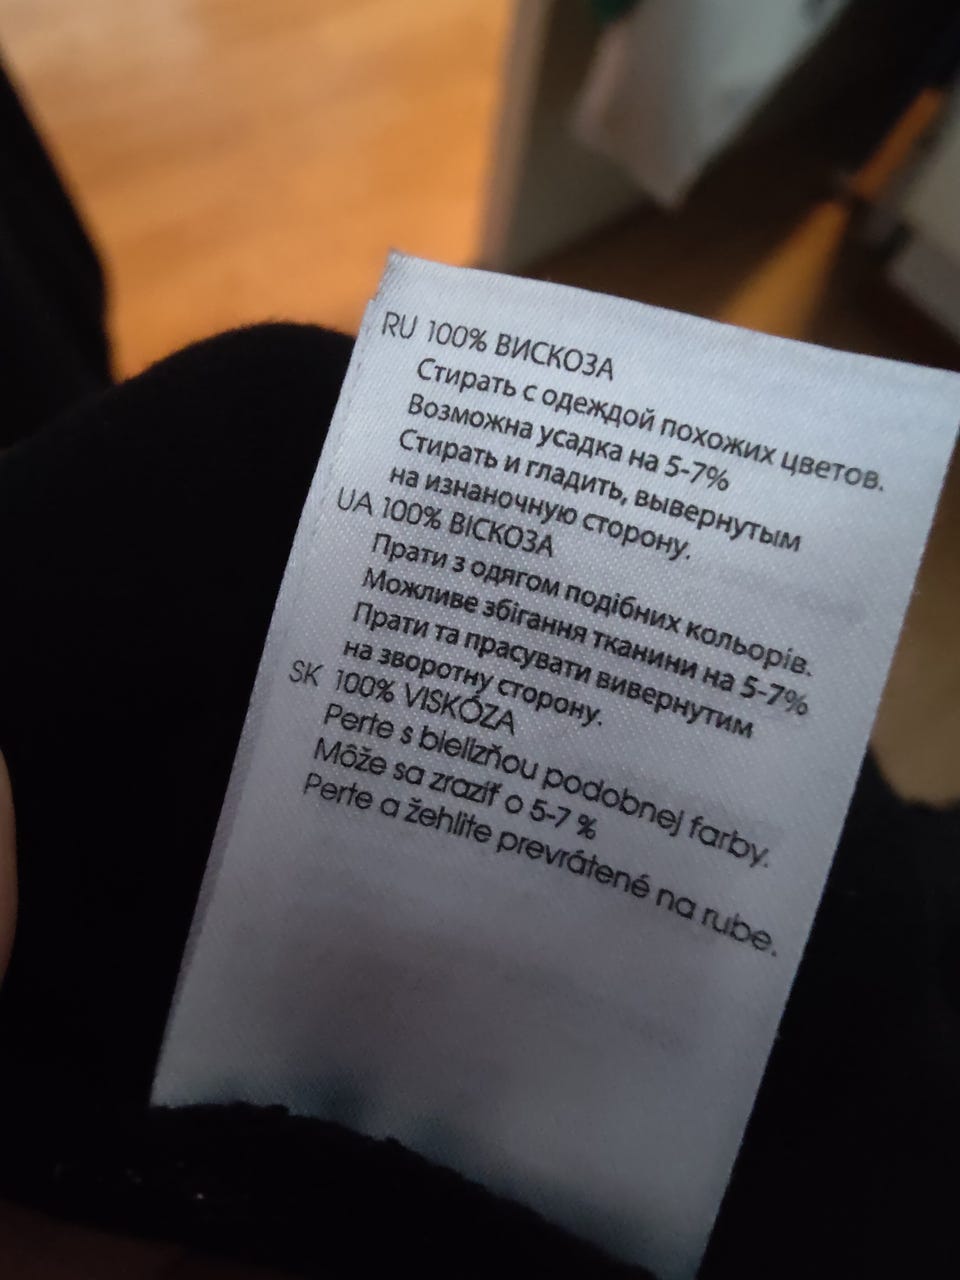 RU 100% ВИСКОЗА
Стирать с одеждой похожих цветов.
Возможна усадка на 5-7%
Стирать и гладить, вывернутым
на изнаночную сторону.
UA 100% ВІСКОЗА
Прати з одягом подібних кольорів.
Можливе збігання тканини на 5-7%
Прати та прасувати вивернутим
на зворотну сторону.
SK 100% VISKÓZA
Perte s bielizňou podobnej farby.
Môže sa zraziť o 5-7 %
Perte a žehlite prevrátené na rube.